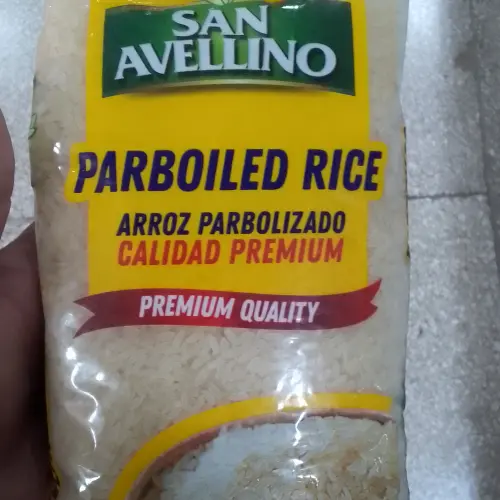 SAN
AVELLINO
PARBOILED RICE
ARROZ PARBOLIZADO
CALIDAD PREMIUM
PREMIUM QUALITY